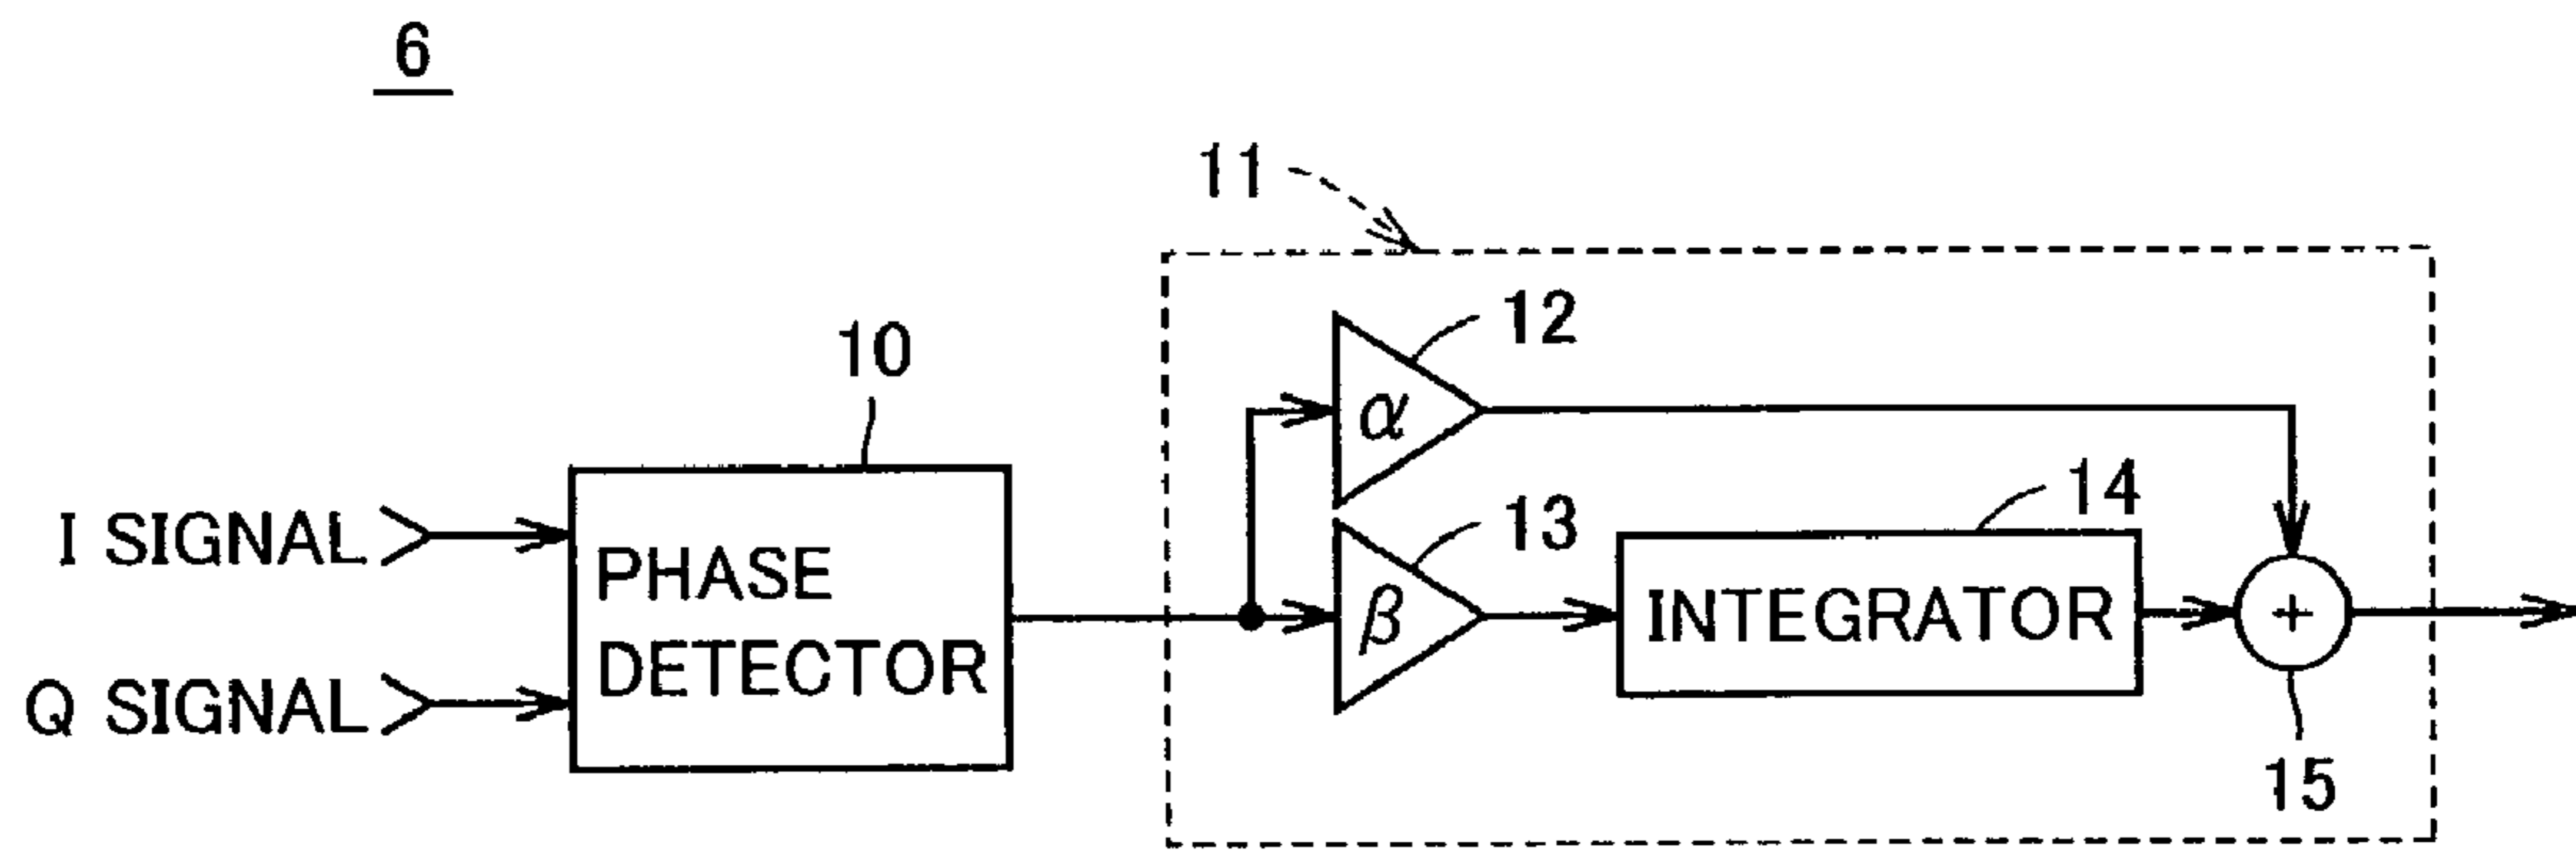 6
11
12
10
α
13
14
I SIGNAL
PHASE
DETECTOR
β
INTEGRATOR
+
Q SIGNAL
15